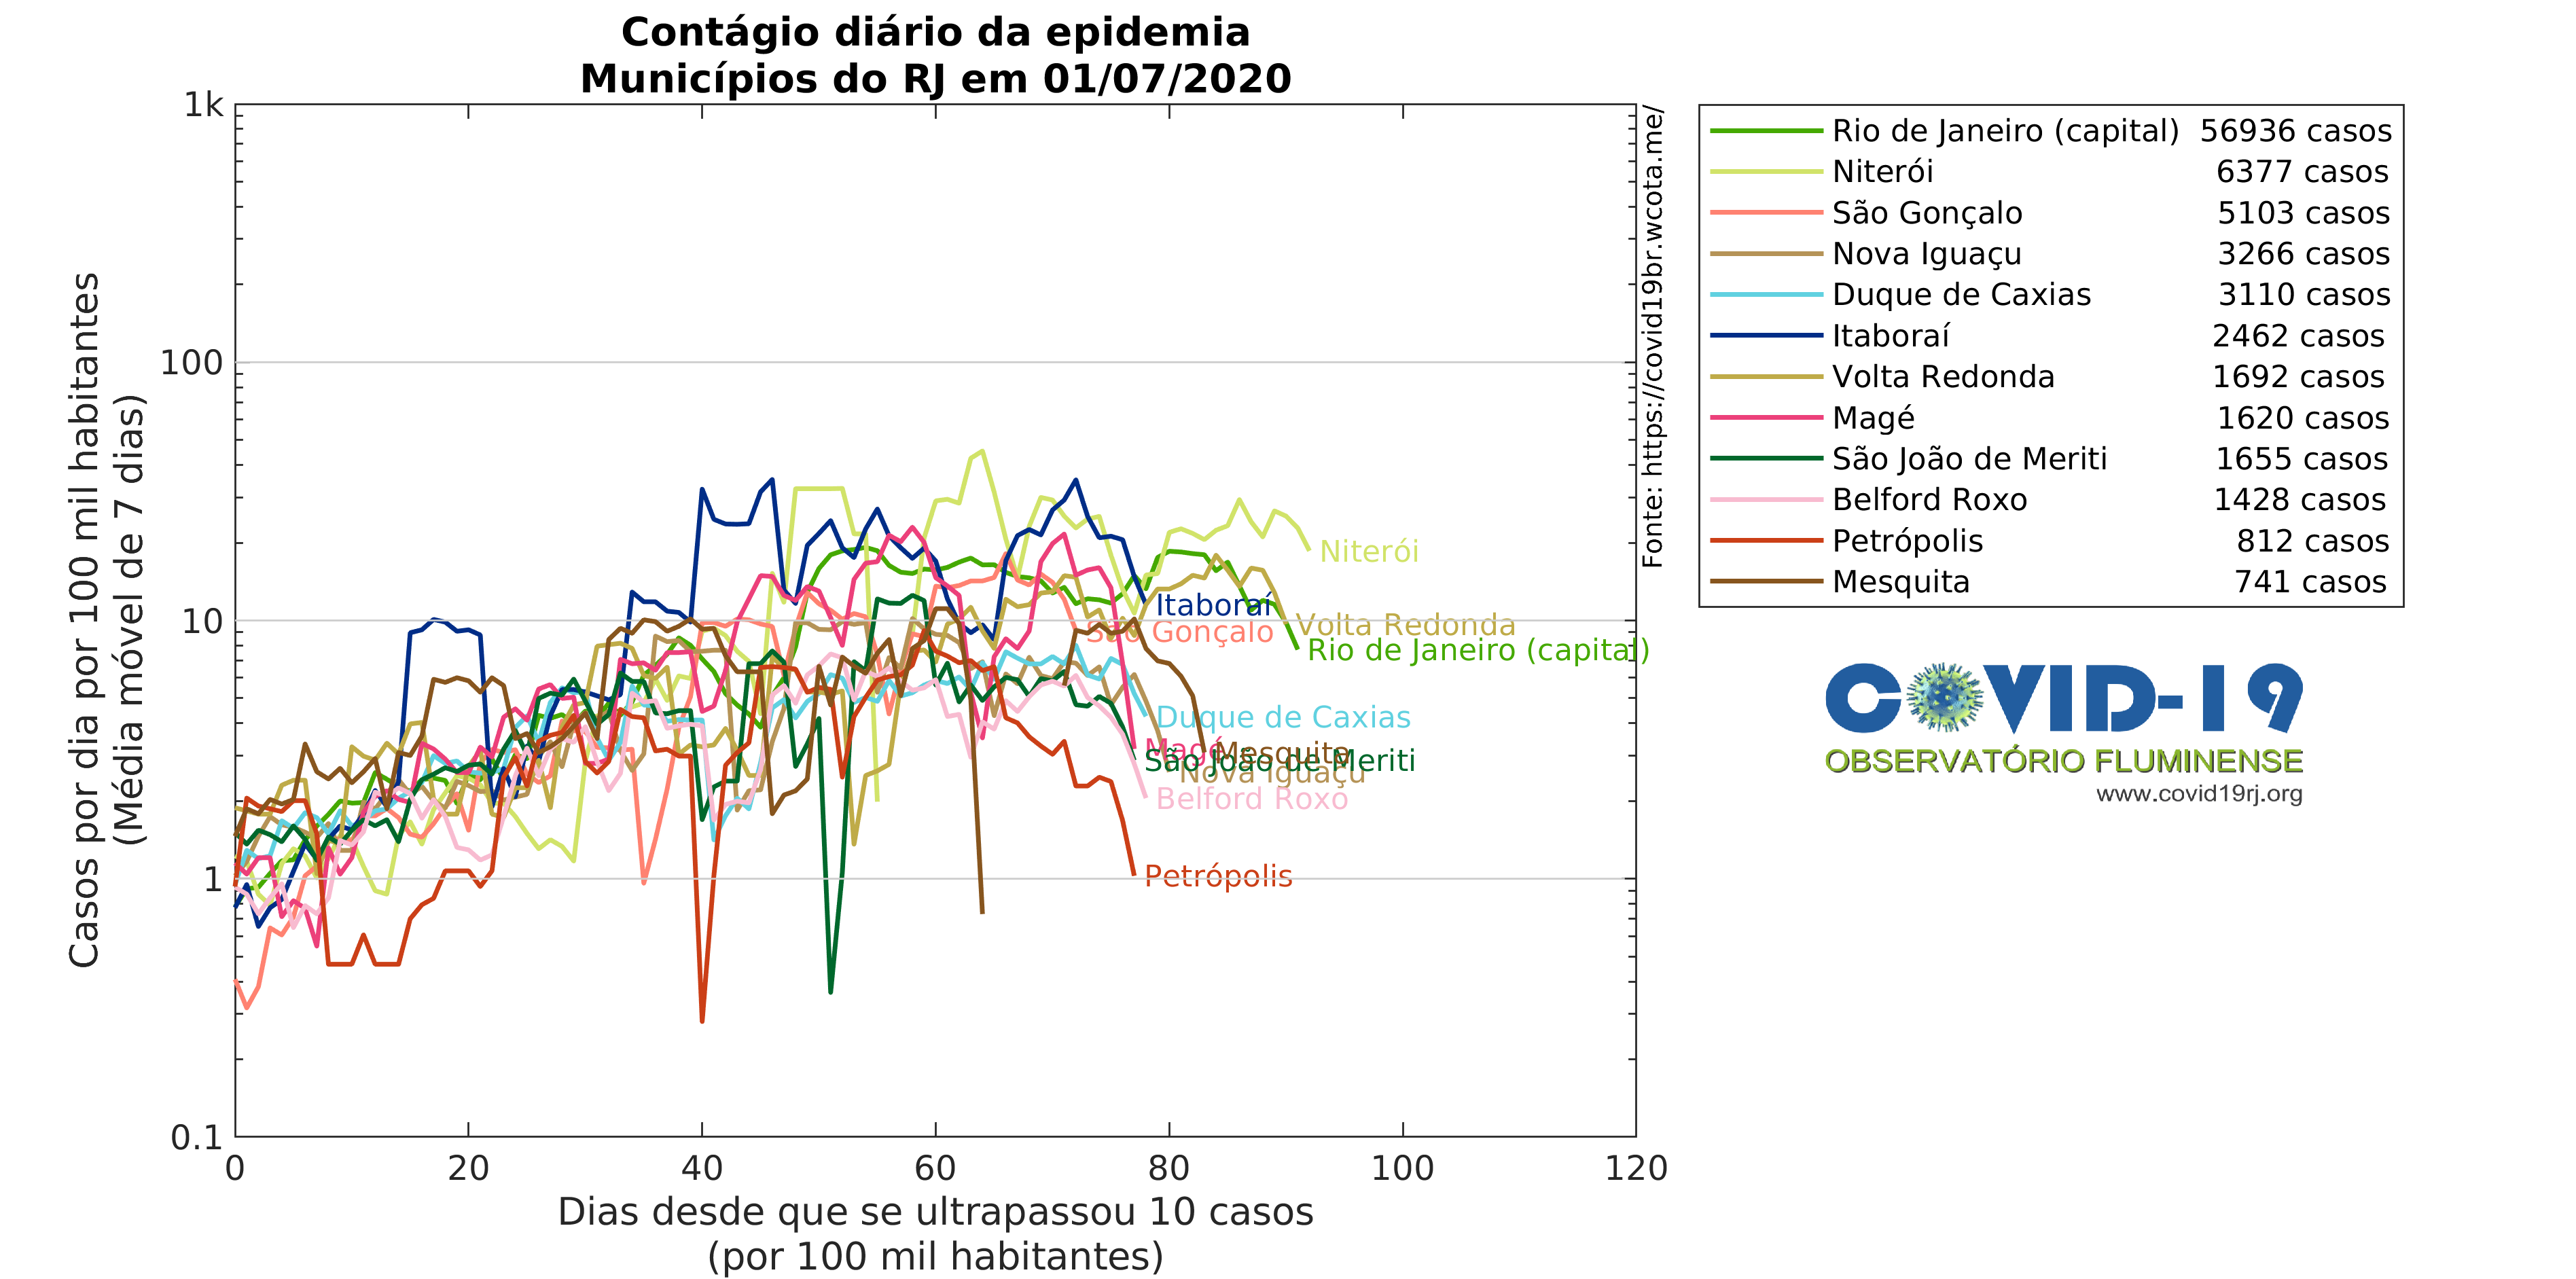 Contágio diário da epidemia
Municípios do RJ em 01/07/2020
Casos por dia por 100 mil habitantes
(Média móvel de 7 dias)
1k
100
10
1
0.1
0 20 40 60 80 100 120
Dias desde que se ultrapassou 10 casos
(por 100 mil habitantes)
Niterói
Itaboraí
Volta Redonda
São Gonçalo
Rio de Janeiro (capital)
Duque de Caxias
Magé
Mesquita
São João de Meriti
Nova Iguaçu
Belford Roxo
Petrópolis
Fonte: https://covid19br.wcota.me/
Rio de Janeiro (capital) 56936 casos
Niterói 6377 casos
São Gonçalo 5103 casos
Nova Iguaçu 3266 casos
Duque de Caxias 3110 casos
Itaboraí 2462 casos
Volta Redonda 1692 casos
Magé 1620 casos
São João de Meriti 1655 casos
Belford Roxo 1428 casos
Petrópolis 812 casos
Mesquita 741 casos
COVID-19
OBSERVATÓRIO FLUMINENSE
www.covid19rj.org